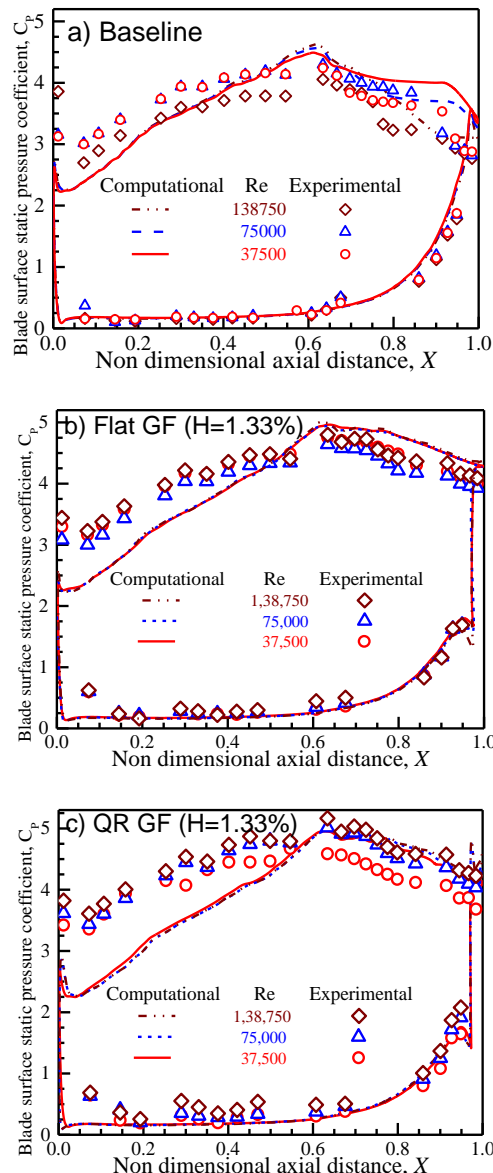 a) Baseline
Blade surface static pressure coefficient, C_P
5
4
3
2
1
0
Computational Re Experimental
138750
75000
37500
0.0 0.2 0.4 0.6 0.8 1.0
Non dimensional axial distance, X
b) Flat GF (H=1.33%)
Blade surface static pressure coefficient, C_P
5
4
3
2
1
0
Computational Re Experimental
1,38,750
75,000
37,500
0.0 0.2 0.4 0.6 0.8 1.0
Non dimensional axial distance, X
c) QR GF (H=1.33%)
Blade surface static pressure coefficient, C_P
5
4
3
2
1
0
Computational Re Experimental
1,38,750
75,000
37,500
0.0 0.2 0.4 0.6 0.8 1.0
Non dimensional axial distance, X